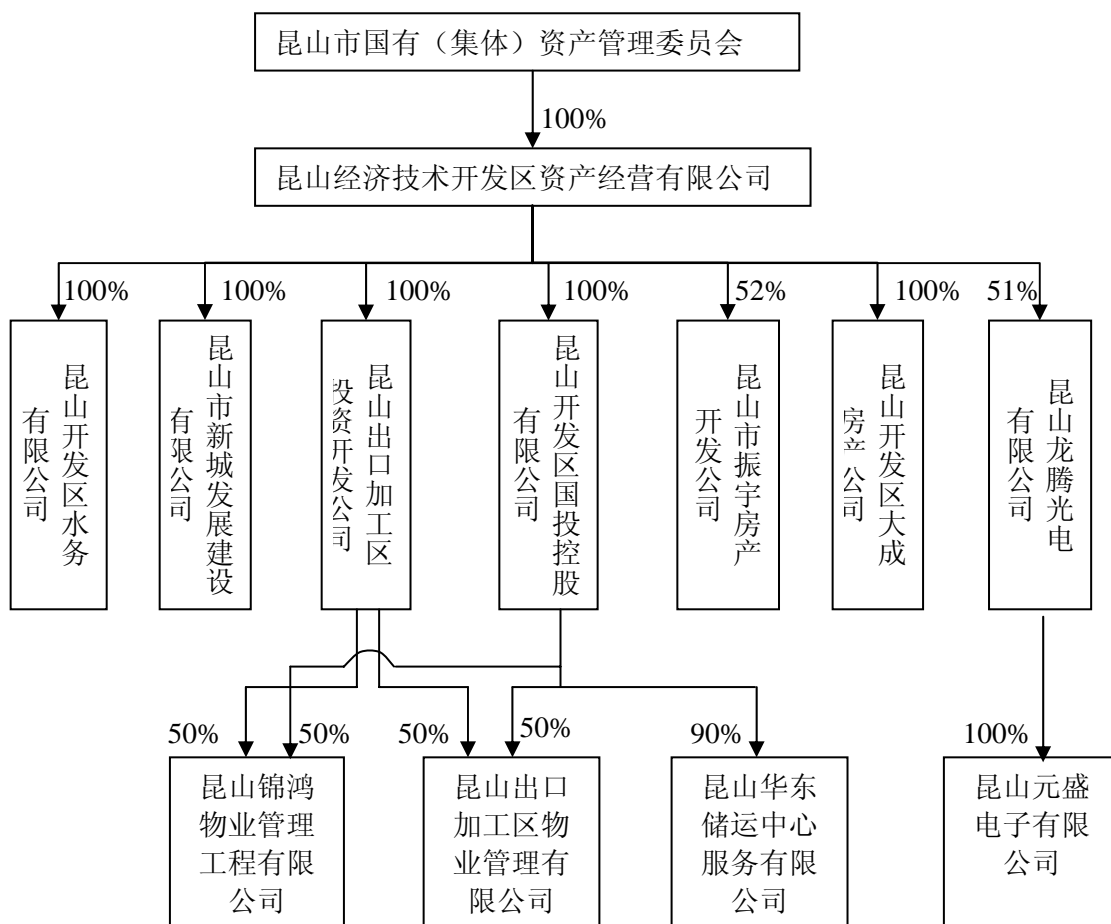 昆山市国有（集体）资产管理委员会
100%
昆山经济技术开发区资产经营有限公司
100%
100%
100%
100%
52%
100%
51%
昆山开发区水务
有限公司
昆山市新城发展建设
有限公司
昆山出口加工区
投资开发公司
昆山开发区国投控股
有限公司
昆山市振宇房产
开发公司
昆山开发区大成
房产公司
昆山龙腾光电
有限公司
50%
50%
50%
50%
90%
100%
昆山锦鸿
物业管理
工程有限
公司
昆山出口
加工区物
业管理有
限公司
昆山华东
储运中心
服务有限
公司
昆山元盛
电子有限
公司